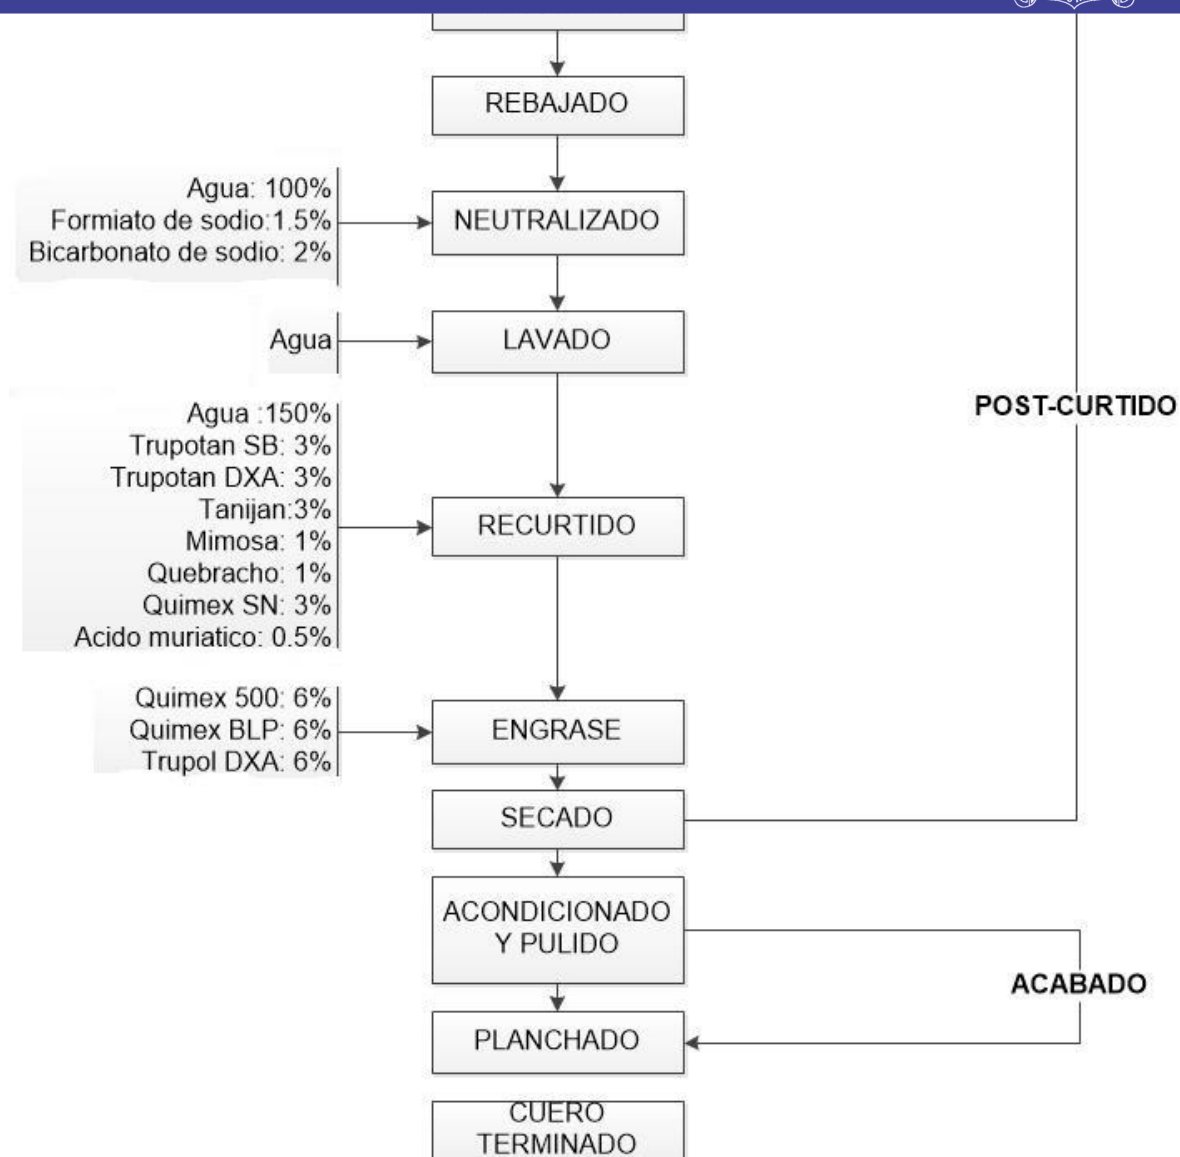 REBAJADO
Agua: 100%
Formiato de sodio:1.5%
Bicarbonato de sodio: 2%
NEUTRALIZADO
Agua
LAVADO
POST-CURTIDO
Agua :150%
Trupotan SB: 3%
Trupotan DXA: 3%
Tanijan:3%
Mimosa: 1%
Quebracho: 1%
Quimex SN: 3%
Acido muriatico: 0.5%
RECURTIDO
Quimex 500: 6%
Quimex BLP: 6%
Trupol DXA: 6%
ENGRASE
SECADO
ACONDICIONADO
Y PULIDO
ACABADO
PLANCHADO
CUERO
TERMINADO